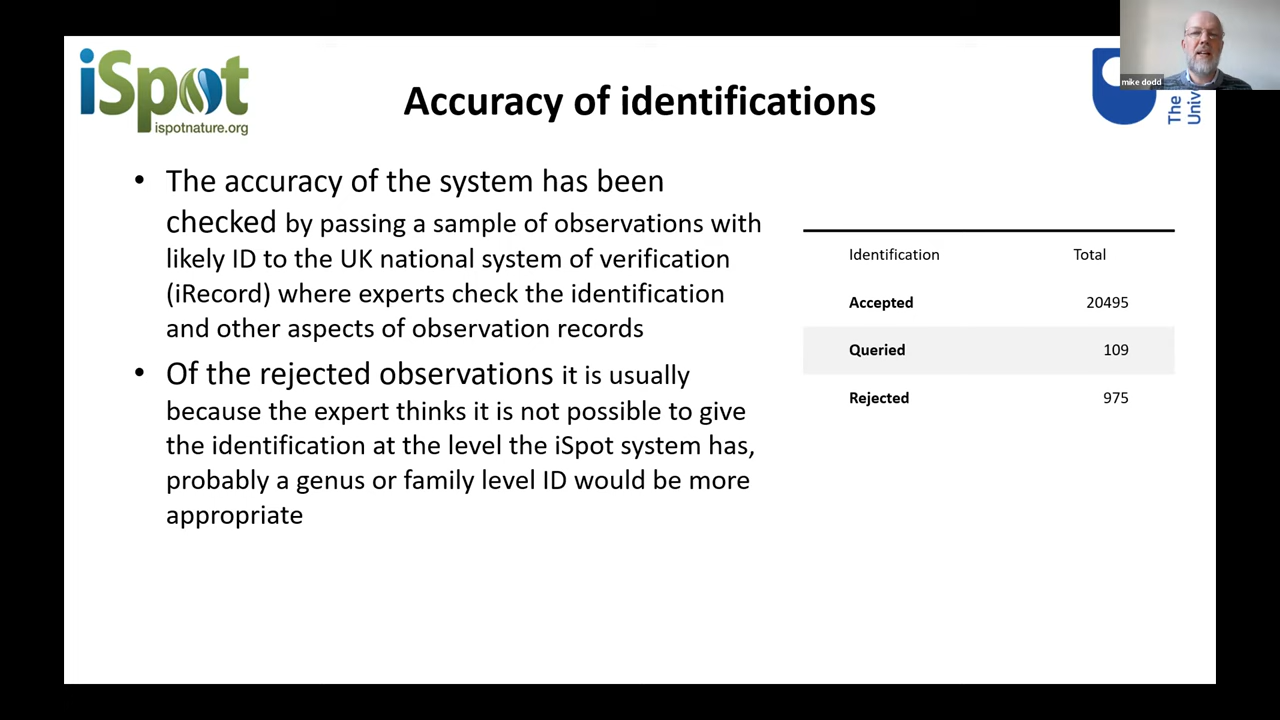 iSpot
ispotnature.org
Accuracy of identifications
mike dodd
The
Univ
• The accuracy of the system has been
checked by passing a sample of observations with
likely ID to the UK national system of verification
(iRecord) where experts check the identification
and other aspects of observation records
• Of the rejected observations it is usually
because the expert thinks it is not possible to give
the identification at the level the iSpot system has,
probably a genus or family level ID would be more
appropriate
Identification Total
Accepted 20495
Queried 109
Rejected 975